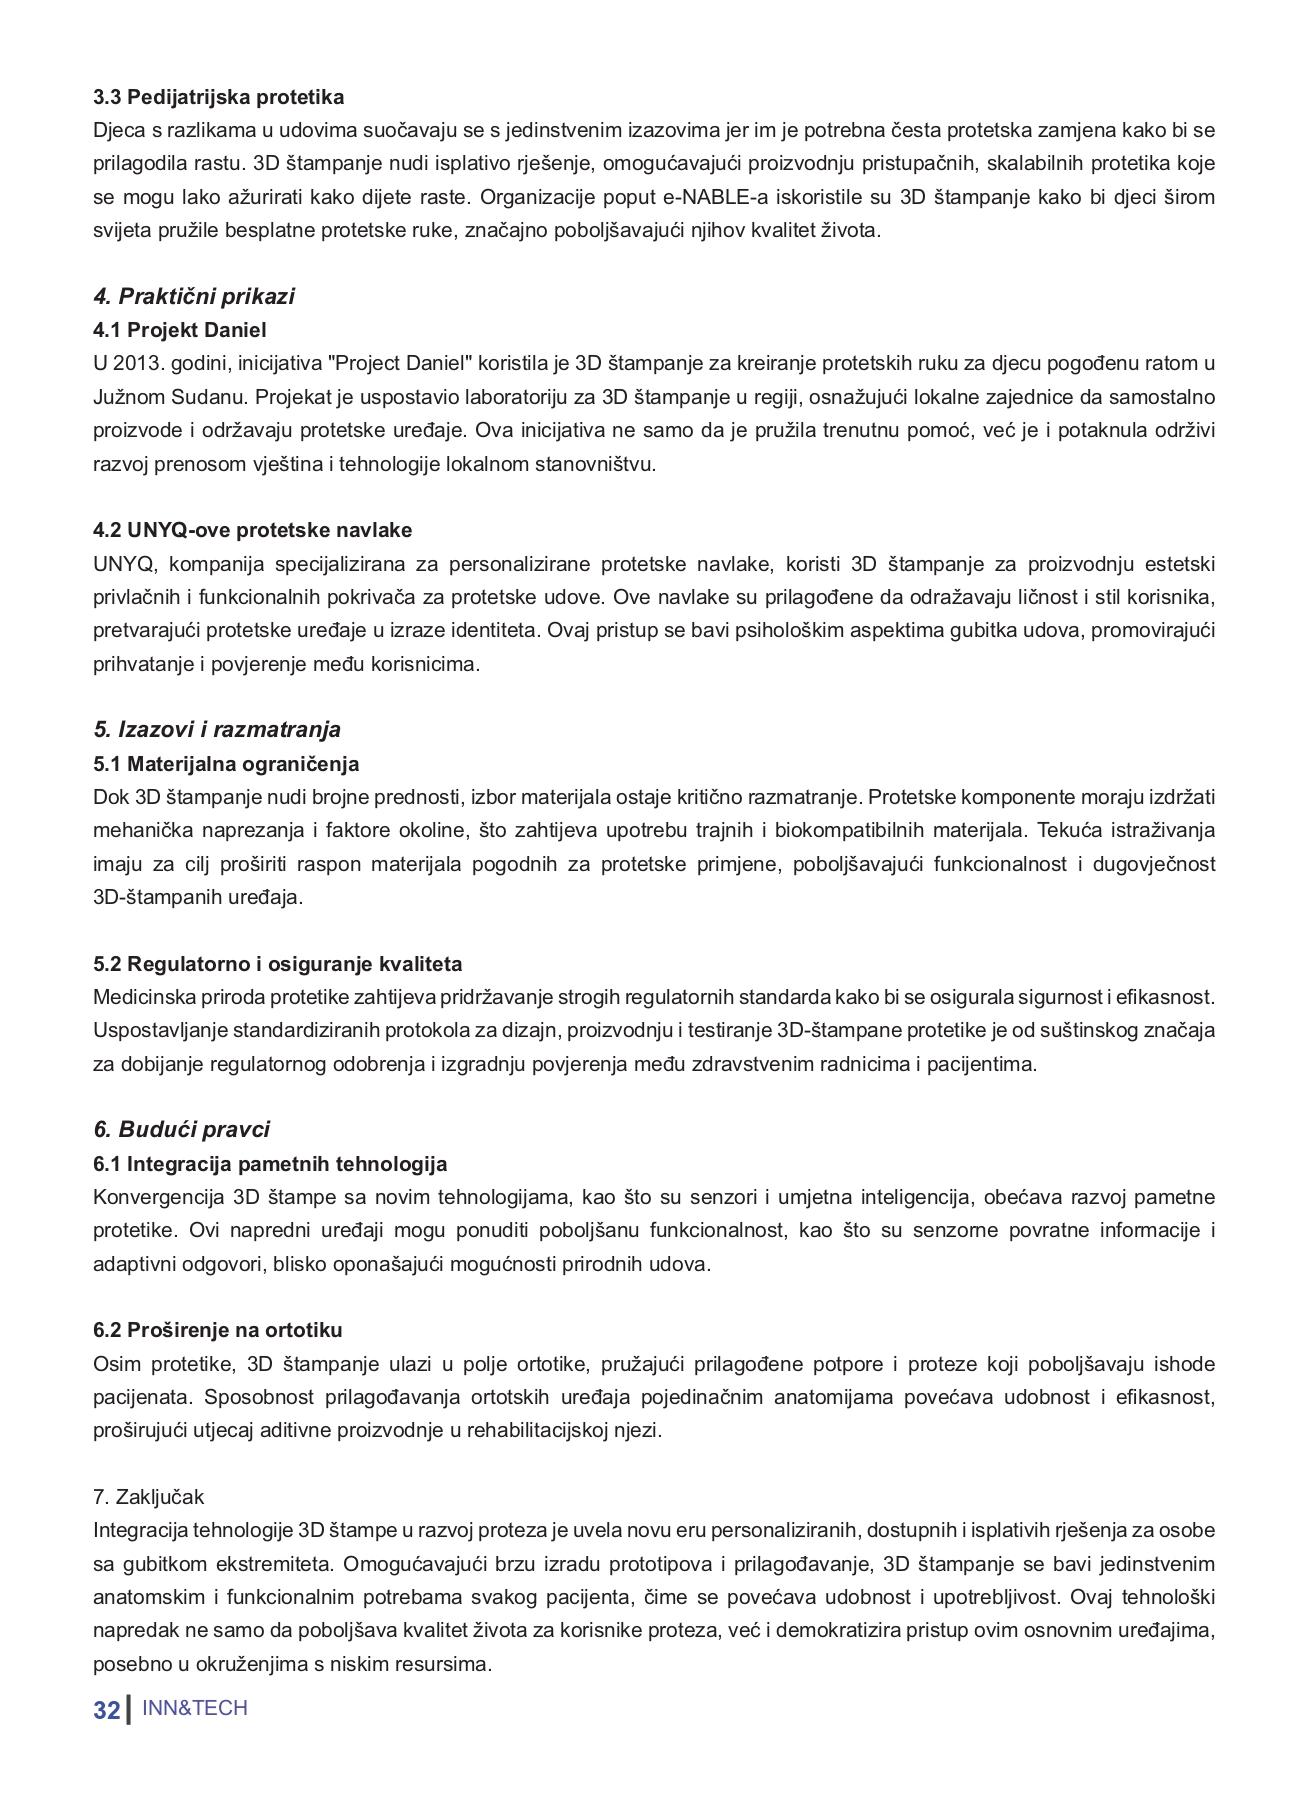 3.3 Pedijatrijska protetika
Djeca s razlikama u udovima suočavaju se s jedinstvenim izazovima jer im je potrebna česta protetska zamjena kako bi se
prilagodila rastu. 3D štampanje nudi isplativo rješenje, omogućavajući proizvodnju pristupačnih, skalabilnih protetika koje
se mogu lako ažurirati kako dijete raste. Organizacije poput e-NABLE-a iskoristile su 3D štampanje kako bi djeci širom
svijeta pružile besplatne protetske ruke, značajno poboljšavajući njihov kvalitet života.
4. Praktični prikazi
4.1 Projekt Daniel
U 2013. godini, inicijativa "Project Daniel" koristila je 3D štampanje za kreiranje protetskih ruku za djecu pogođenu ratom u
Južnom Sudanu. Projekat je uspostavio laboratoriju za 3D štampanje u regiji, osnažujući lokalne zajednice da samostalno
proizvode i održavaju protetske uređaje. Ova inicijativa ne samo da je pružila trenutnu pomoć, već je i potaknula održivi
razvoj prenosom vještina i tehnologije lokalnom stanovništvu.
4.2 UNYQ-ove protetske navlake
UNYQ, kompanija specijalizirana za personalizirane protetske navlake, koristi 3D štampanje za proizvodnju estetski
privlačnih i funkcionalnih pokrivača za protetske udove. Ove navlake su prilagođene da odražavaju ličnost i stil korisnika,
pretvarajući protetske uređaje u izraze identiteta. Ovaj pristup se bavi psihološkim aspektima gubitka udova, promovirajući
prihvatanje i povjerenje među korisnicima.
5. Izazovi i razmatranja
5.1 Materijalna ograničenja
Dok 3D štampanje nudi brojne prednosti, izbor materijala ostaje kritično razmatranje. Protetske komponente moraju izdržati
mehanička naprezanja i faktore okoline, što zahtijeva upotrebu trajnih i biokompatibilnih materijala. Tekuća istraživanja
imaju za cilj proširiti raspon materijala pogodnih za protetske primjene, poboljšavajući funkcionalnost i dugovječnost
3D-štampanih uređaja.
5.2 Regulatorno i osiguranje kvaliteta
Medicinska priroda protetike zahtijeva pridržavanje strogih regulatornih standarda kako bi se osigurala sigurnost i efikasnost.
Uspostavljanje standardiziranih protokola za dizajn, proizvodnju i testiranje 3D-štampane protetike je od suštinskog značaja
za dobijanje regulatornog odobrenja i izgradnju povjerenja među zdravstvenim radnicima i pacijentima.
6. Budući pravci
6.1 Integracija pametnih tehnologija
Konvergencija 3D štampe sa novim tehnologijama, kao što su senzori i umjetna inteligencija, obećava razvoj pametne
protetike. Ovi napredni uređaji mogu ponuditi poboljšanu funkcionalnost, kao što su senzorne povratne informacije i
adaptivni odgovori, blisko oponašajući mogućnosti prirodnih udova.
6.2 Proširenje na ortotiku
Osim protetike, 3D štampanje ulazi u polje ortotike, pružajući prilagođene potpore i proteze koji poboljšavaju ishode
pacijenata. Sposobnost prilagođavanja ortotskih uređaja pojedinačnim anatomijama povećava udobnost i efikasnost,
proširujući utjecaj aditivne proizvodnje u rehabilitacijskoj njezi.
7. Zaključak
Integracija tehnologije 3D štampe u razvoj proteza je uvela novu eru personaliziranih, dostupnih i isplativih rješenja za osobe
sa gubitkom ekstremiteta. Omogućavajući brzu izradu prototipova i prilagođavanje, 3D štampanje se bavi jedinstvenim
anatomskim i funkcionalnim potrebama svakog pacijenta, čime se povećava udobnost i upotrebljivost. Ovaj tehnološki
napredak ne samo da poboljšava kvalitet života za korisnike proteza, već i demokratizira pristup ovim osnovnim uređajima,
posebno u okruženjima s niskim resursima.
32 INN&TECH